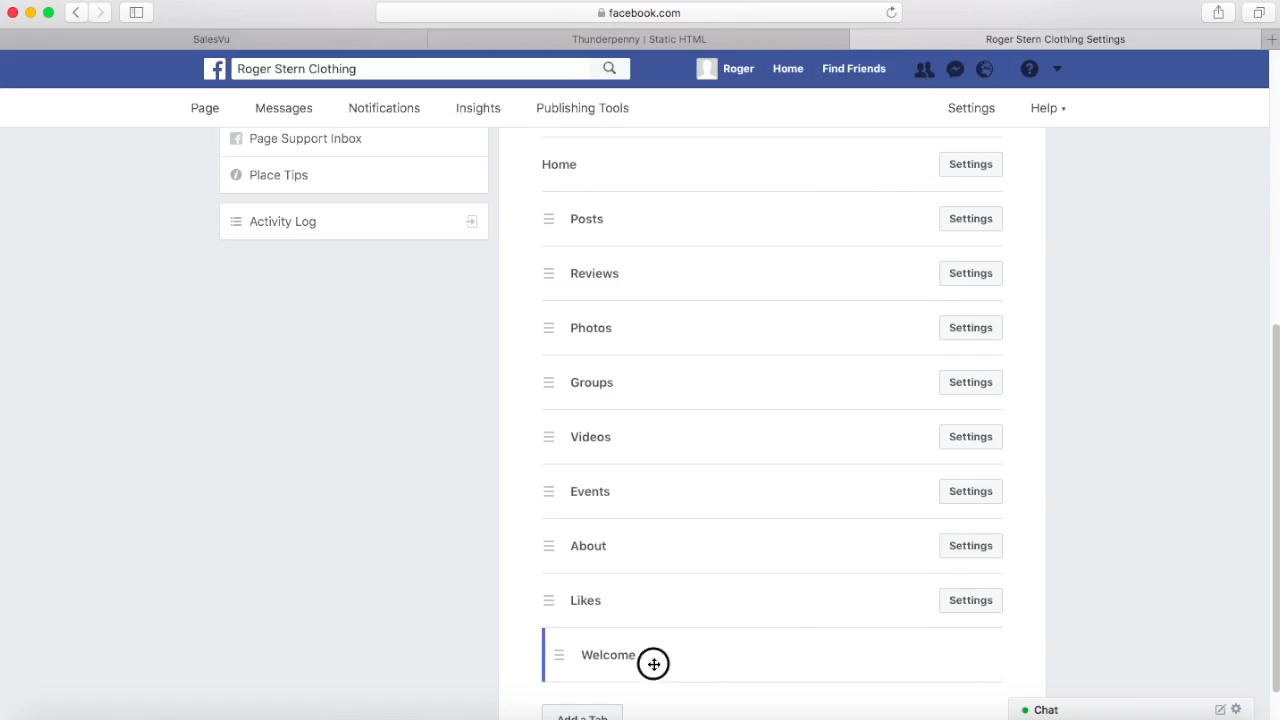 facebook.com
SalesVu
Thunderpenny | Static HTML
Roger Stern Clothing Settings
Roger Stern Clothing
Roger
Home
Find Friends
Page
Messages
Notifications
Insights
Publishing Tools
Settings
Help
Page Support Inbox
Place Tips
Activity Log
Home
Settings
Posts
Settings
Reviews
Settings
Photos
Settings
Groups
Settings
Videos
Settings
Events
Settings
About
Settings
Likes
Settings
Welcome
Add a Tab
Chat